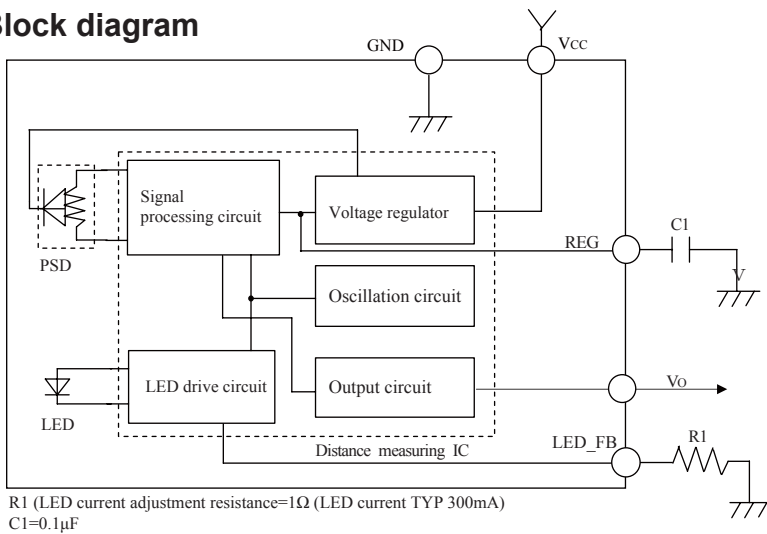 lock diagram
GND
Vcc
Signal
processing circuit
Voltage regulator
C1
REG
PSD
V
Oscillation circuit
LED drive circuit
Output circuit
Vo
LED
LED_FB
R1
Distance measuring IC
R1 (LED current adjustment resistance=1Ω (LED current TYP 300mA)
C1=0.1μF